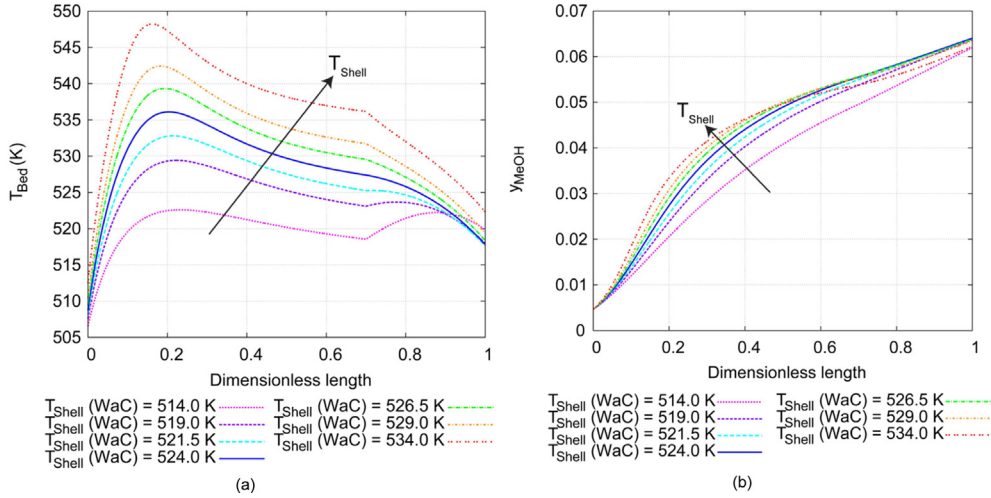 550
545
540
535
530
525
520
515
510
505
T_Bed (K)
T_Shell
0
0.2
0.4
0.6
0.8
1
Dimensionless length
T_Shell (WaC) = 514.0 K
T_Shell (WaC) = 519.0 K
T_Shell (WaC) = 521.5 K
T_Shell (WaC) = 524.0 K
T_Shell (WaC) = 526.5 K
T_Shell (WaC) = 529.0 K
T_Shell (WaC) = 534.0 K
(a)
0.07
0.06
0.05
0.04
0.03
0.02
0.01
0
y_MeOH
T_Shell
0
0.2
0.4
0.6
0.8
1
Dimensionless length
T_Shell (WaC) = 514.0 K
T_Shell (WaC) = 519.0 K
T_Shell (WaC) = 521.5 K
T_Shell (WaC) = 524.0 K
T_Shell (WaC) = 526.5 K
T_Shell (WaC) = 529.0 K
T_Shell (WaC) = 534.0 K
(b)